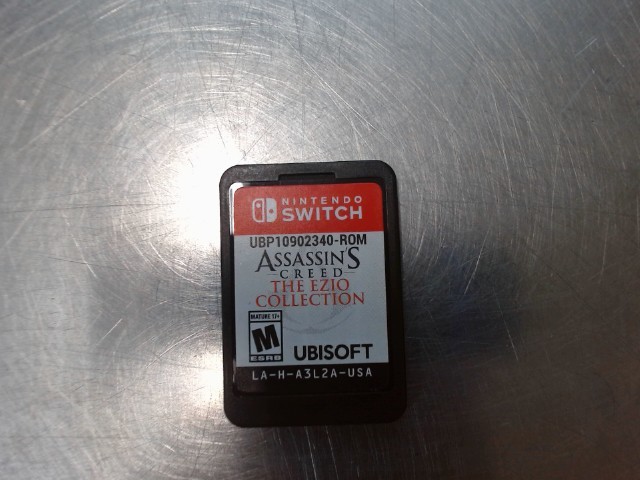 NINTENDO
SWITCH
UBP10902340-ROM
ASSASSIN'S
CREED
THE EZIO
COLLECTION
MATURE 17+
M
ESRB
UBISOFT
LA-H-A3L2A-USA